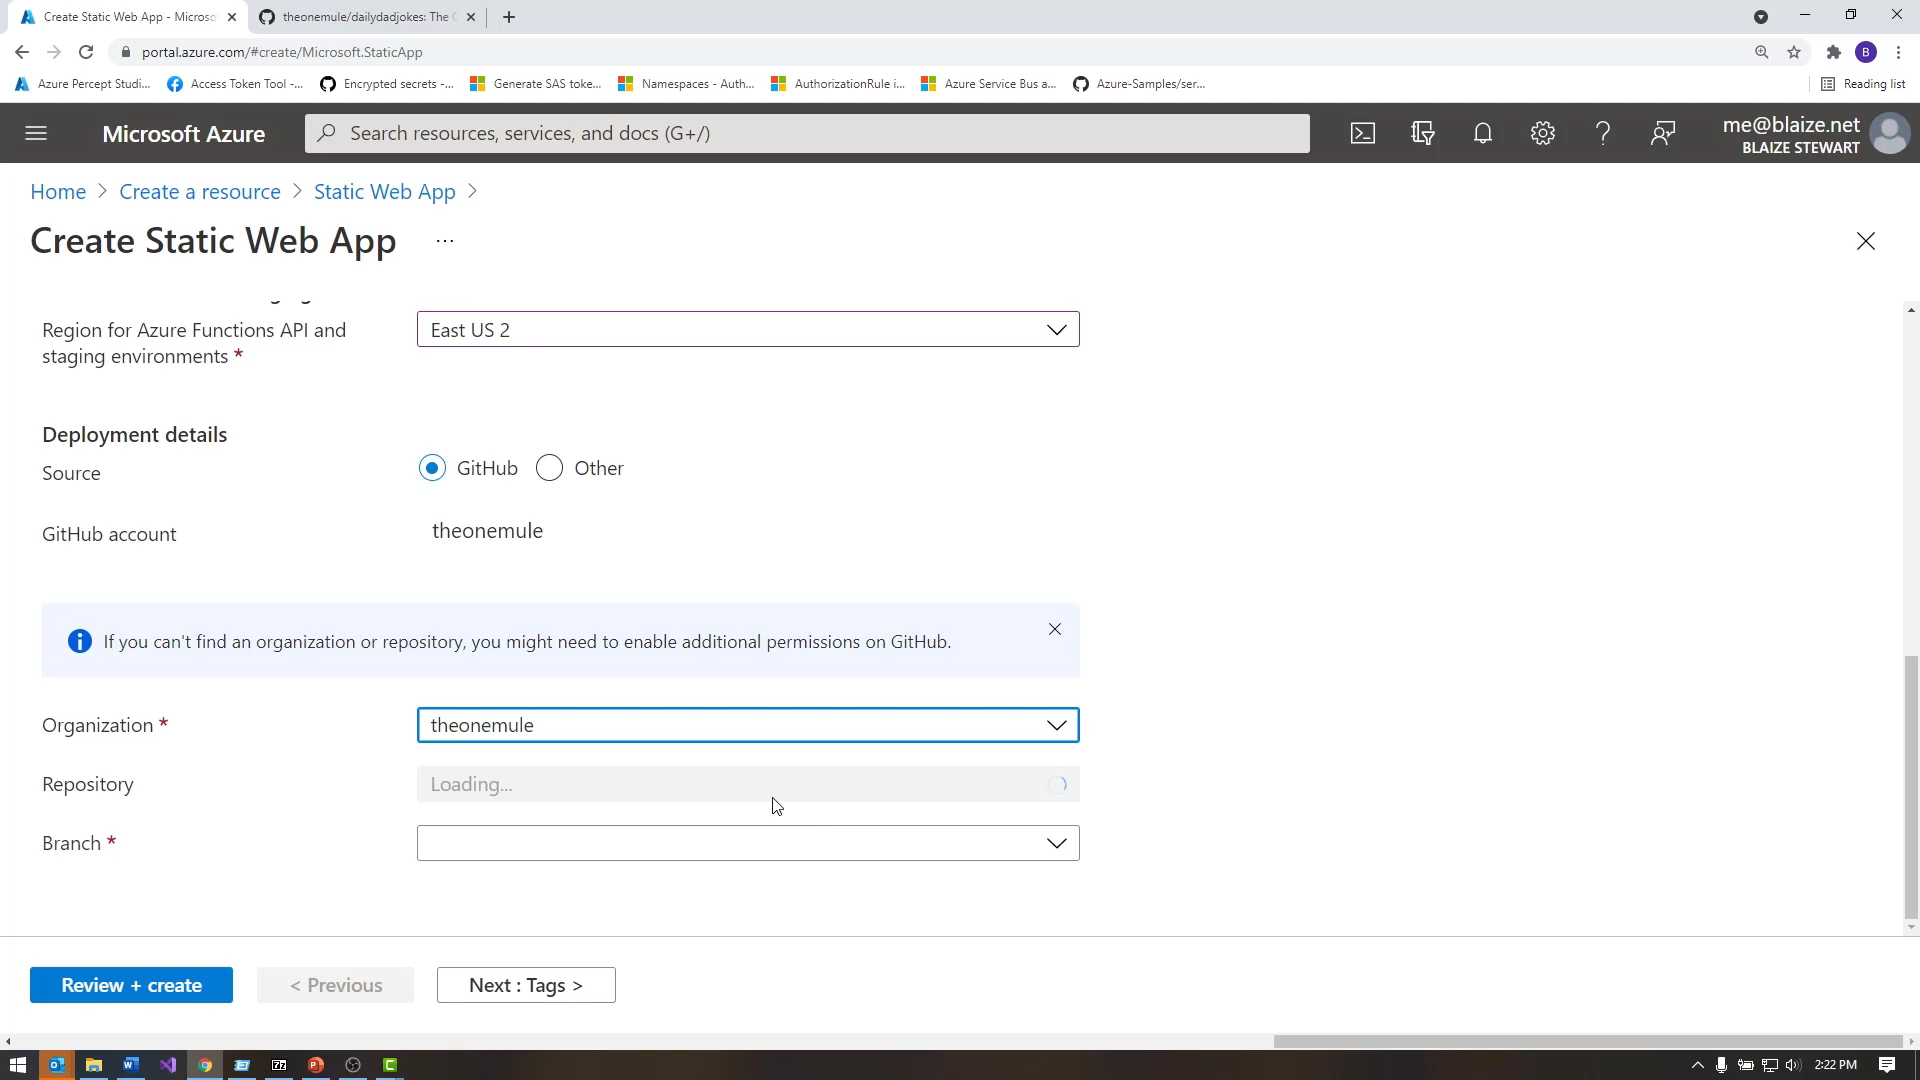 Create Static Web App - Microso
theonemule/dailydadjokes: The G
portal.azure.com/#create/Microsoft.StaticApp
B
Azure Percept Studi...
Access Token Tool -...
Encrypted secrets -...
Generate SAS toke...
Namespaces - Auth...
AuthorizationRule i...
Azure Service Bus a...
Azure-Samples/ser...
Reading list
Microsoft Azure
Search resources, services, and docs (G+/)
me@blaize.net
BLAIZE STEWART
Home > Create a resource > Static Web App >
Create Static Web App ...
Region for Azure Functions API and
staging environments *
East US 2
Deployment details
Source
GitHub
Other
GitHub account
theonemule
If you can't find an organization or repository, you might need to enable additional permissions on GitHub.
Organization *
theonemule
Repository
Loading...
Branch *
Review + create
< Previous
Next : Tags >
2:22 PM